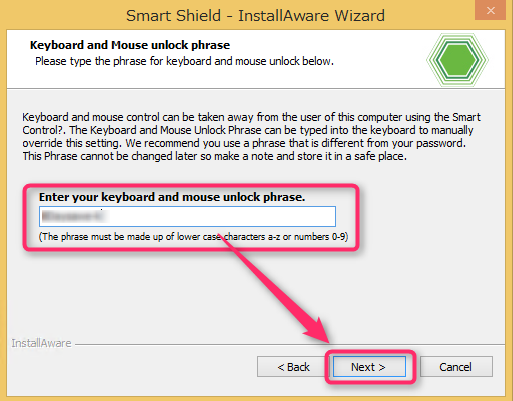 Smart Shield - InstallAware Wizard
Keyboard and Mouse unlock phrase
Please type the phrase for keyboard and mouse unlock below.
Keyboard and mouse control can be taken away from the user of this computer using the Smart
Control?. The Keyboard and Mouse Unlock Phrase can be typed into the keyboard to manually
override this setting. We recommend you use a phrase that is different from your password.
This Phrase cannot be changed later so make a note and store it in a safe place.
Enter your keyboard and mouse unlock phrase.
(The phrase must be made up of lower case characters a-z or numbers 0-9)
InstallAware
< Back
Next >
Cancel